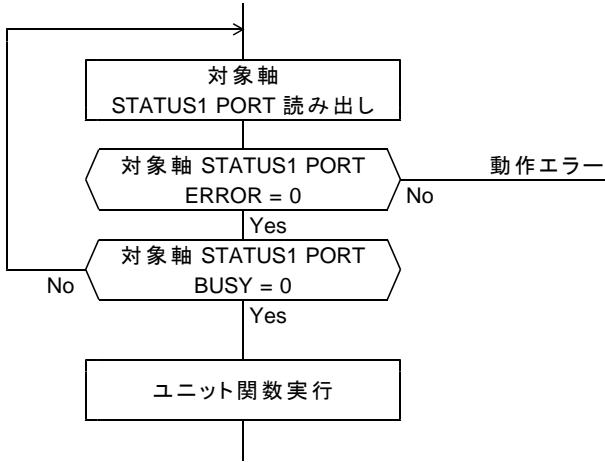 対象軸
STATUS1 PORT 読み出し
対象軸 STATUS1 PORT
ERROR = 0
動作エラー
No
Yes
対象軸 STATUS1 PORT
BUSY = 0
No
Yes
ユニット関数実行